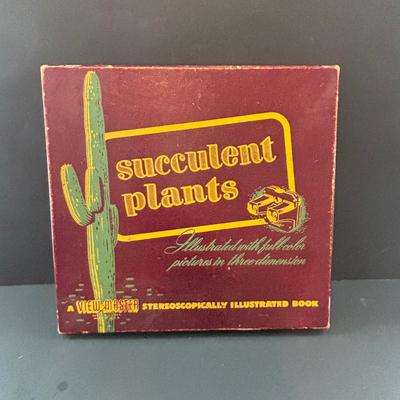 succulent
plants
Illustrated with full-color
pictures in three-dimension
A VIEW-MASTER STEREOSCOPICALLY ILLUSTRATED BOOK